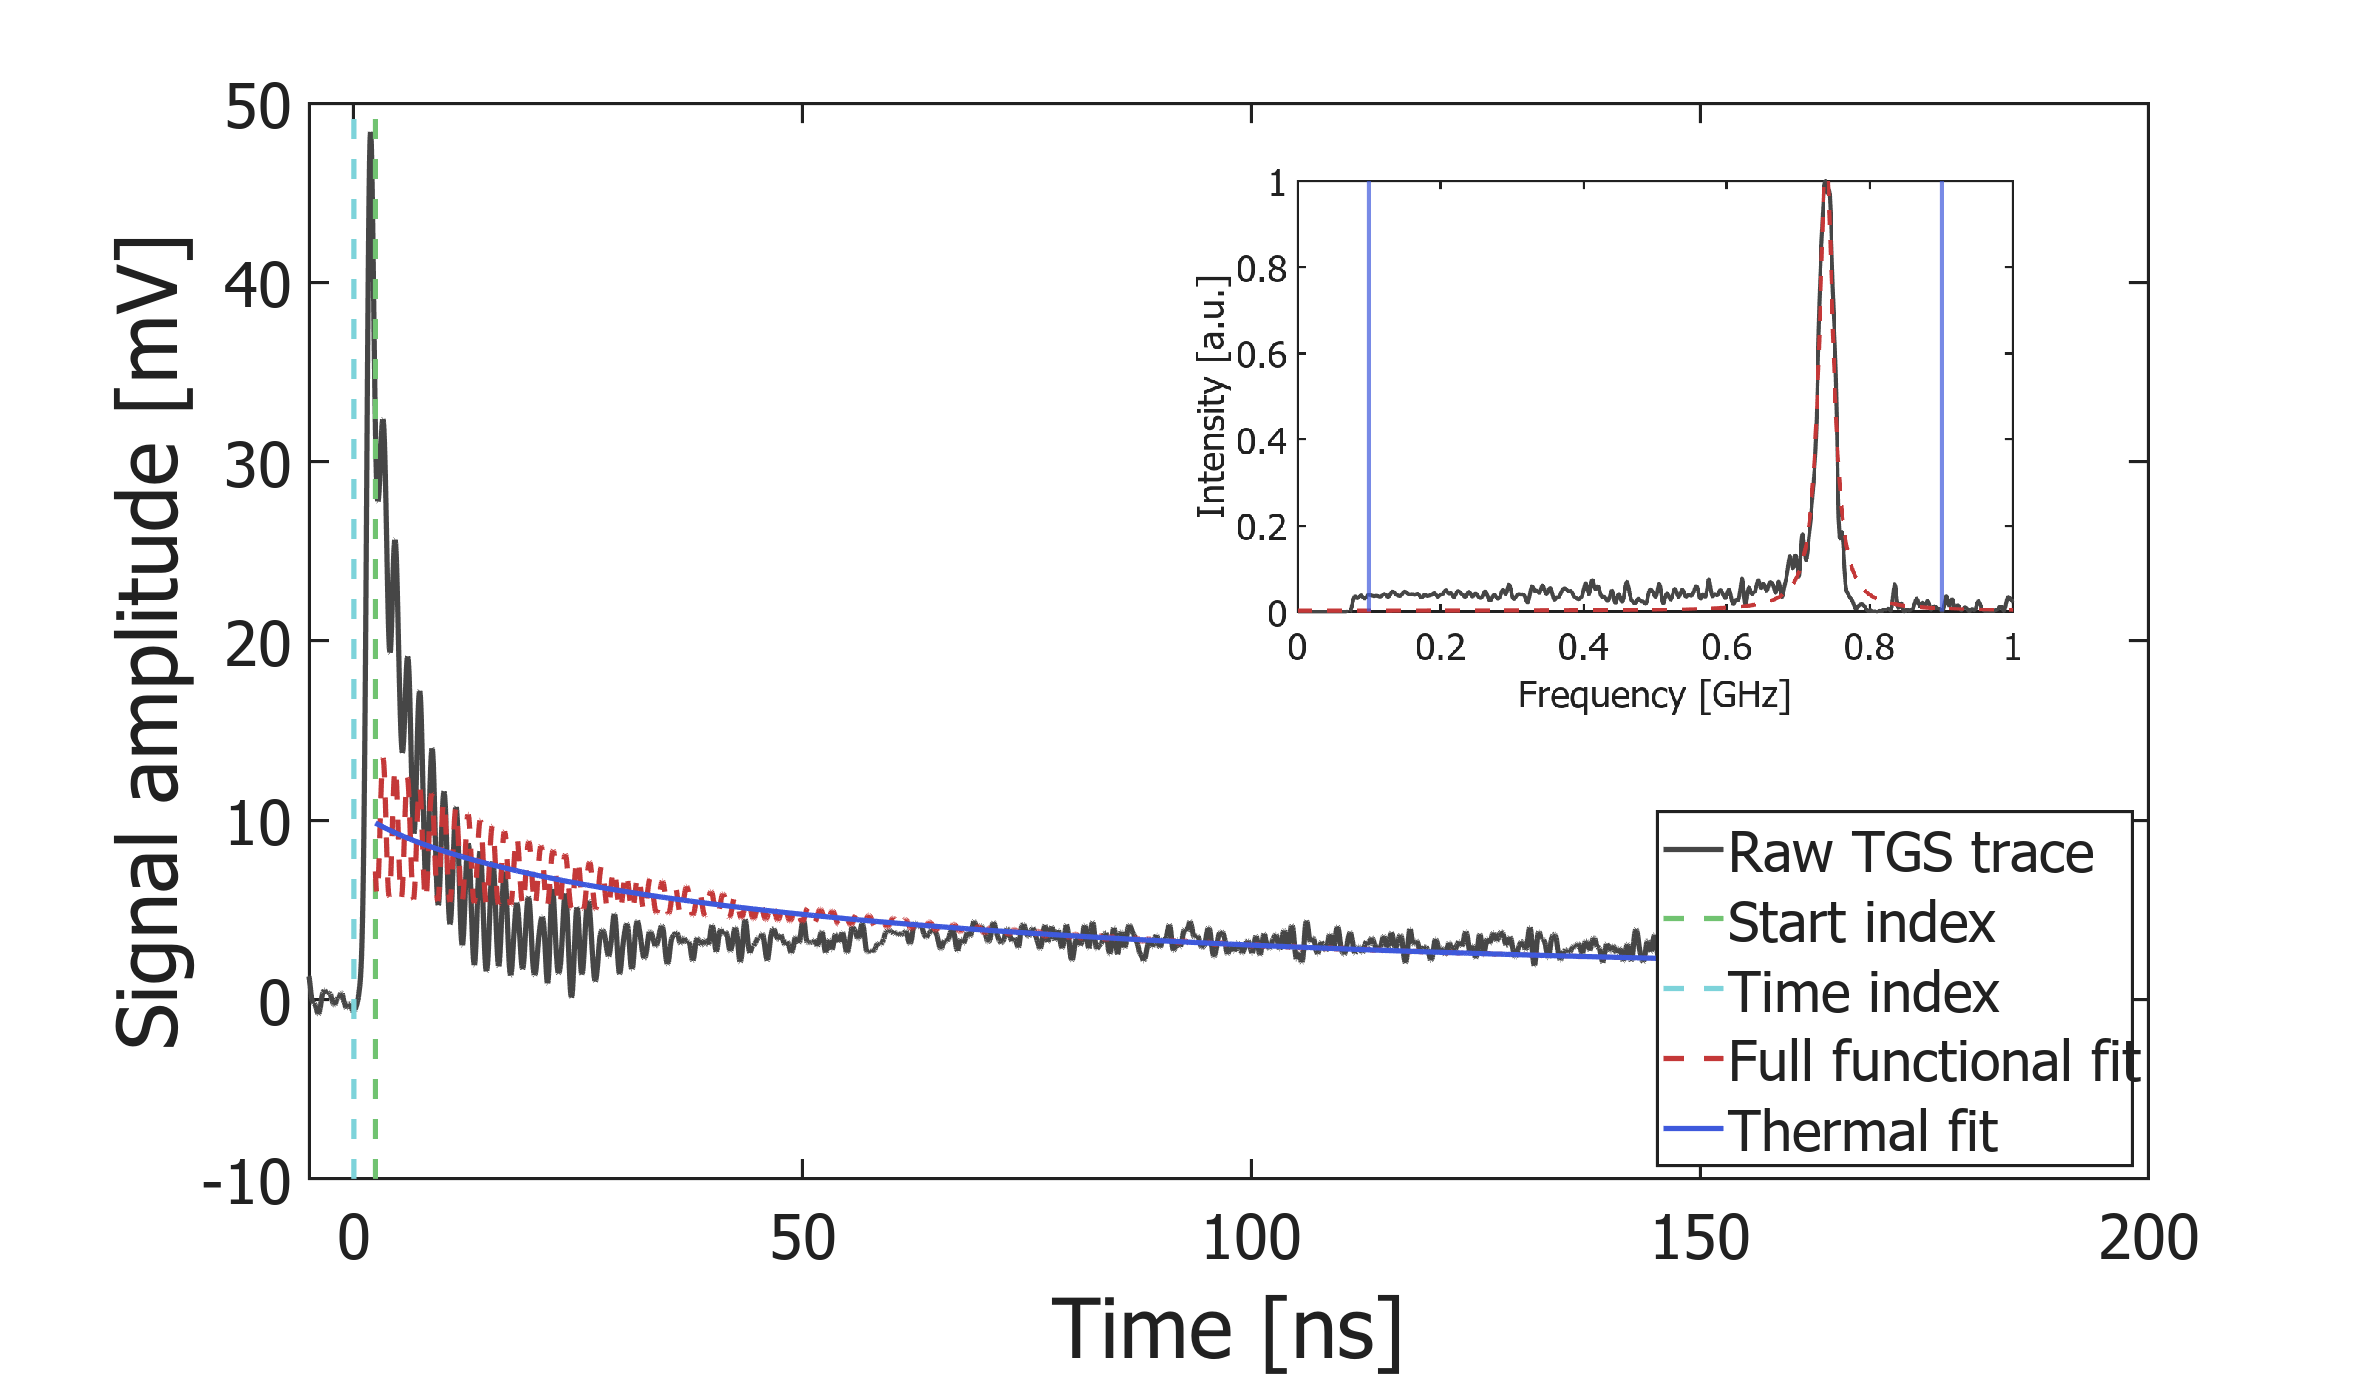 50
40
30
20
10
0
-10
Signal amplitude [mV]
0
50
100
150
200
Time [ns]
1
0.8
0.6
0.4
0.2
0
Intensity [a.u.]
0
0.2
0.4
0.6
0.8
1
Frequency [GHz]
Raw TGS trace
Start index
Time index
Full functional fit
Thermal fit